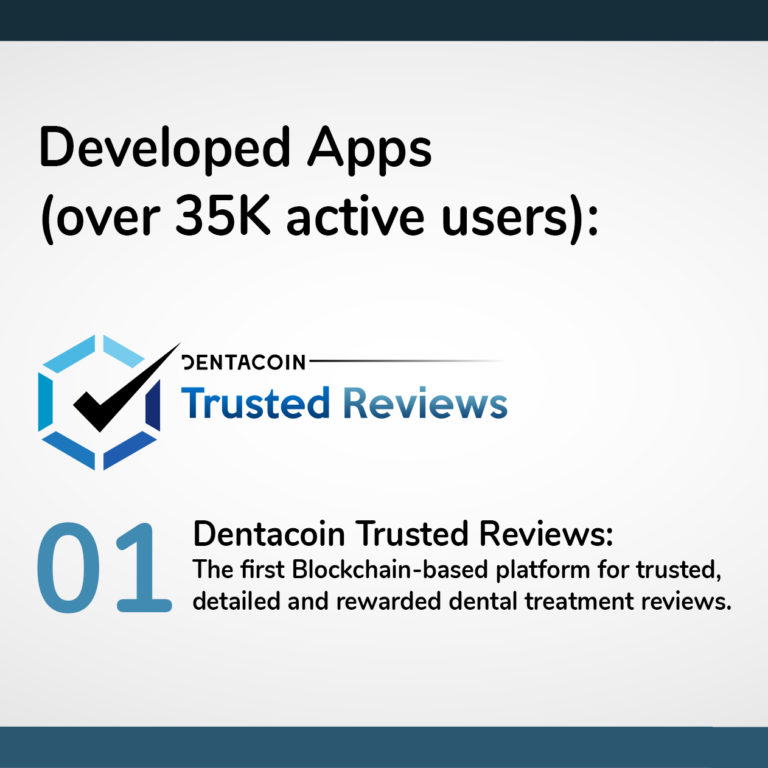 Developed Apps
(over 35K active users):
DENTACOIN
Trusted Reviews
01
Dentacoin Trusted Reviews:
The first Blockchain-based platform for trusted,
detailed and rewarded dental treatment reviews.